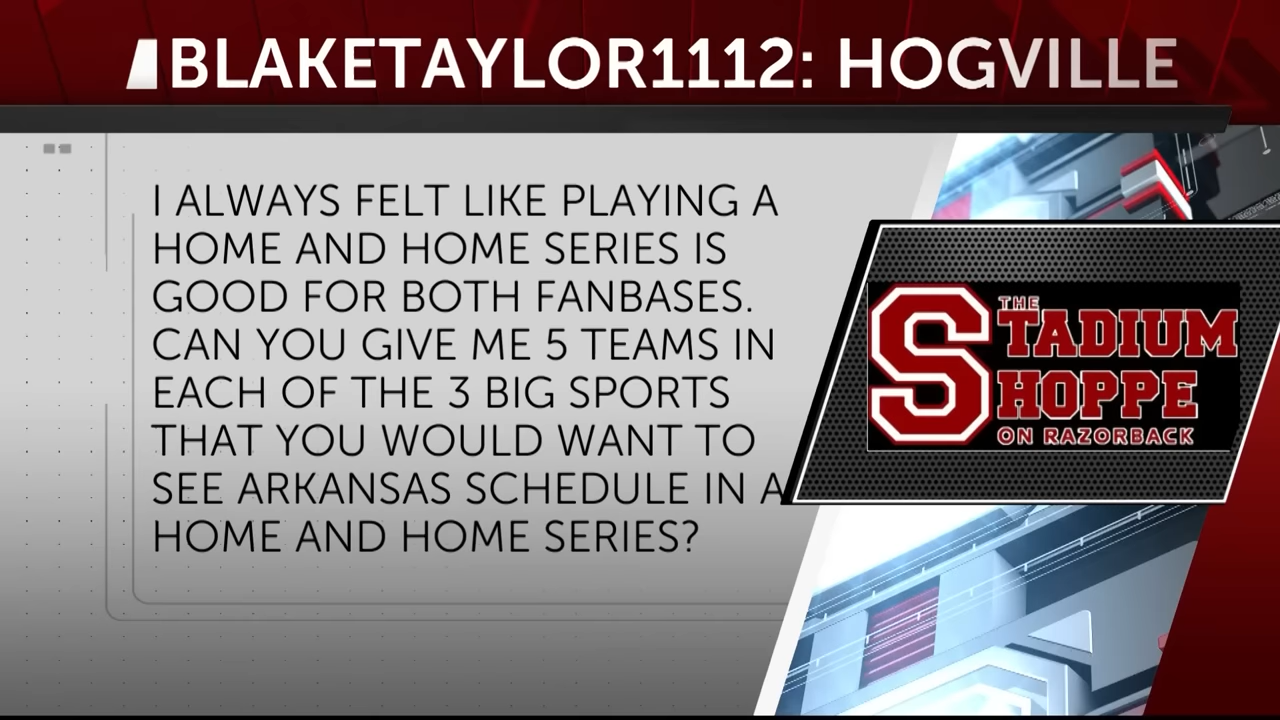 BLAKETAYLOR1112: HOGVILLE
I ALWAYS FELT LIKE PLAYING A
HOME AND HOME SERIES IS
GOOD FOR BOTH FANBASES.
CAN YOU GIVE ME 5 TEAMS IN
EACH OF THE 3 BIG SPORTS
THAT YOU WOULD WANT TO
SEE ARKANSAS SCHEDULE IN A
HOME AND HOME SERIES?
THE
STADIUM
SHOPPE
ON RAZORBACK